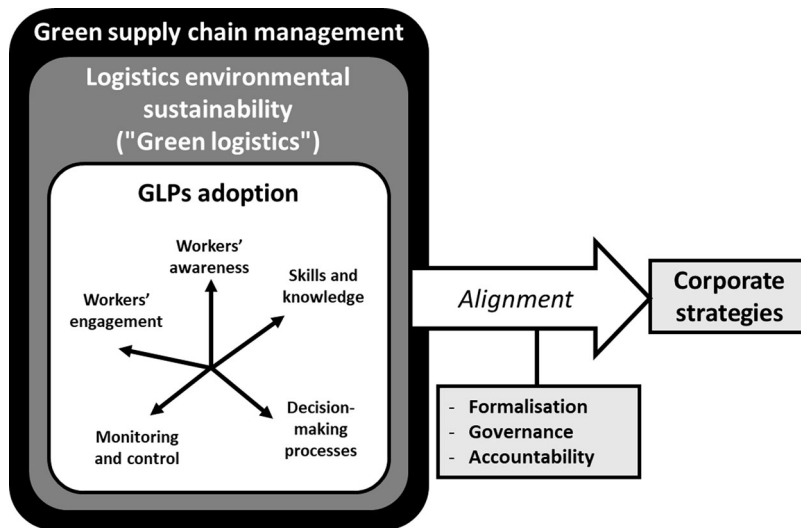 Green supply chain management
Logistics environmental
sustainability
("Green logistics")
GLPs adoption
Workers'
awareness
Skills and
knowledge
Workers'
engagement
Monitoring
and control
Decision-
making
processes
Alignment
Corporate
strategies
- Formalisation
- Governance
- Accountability